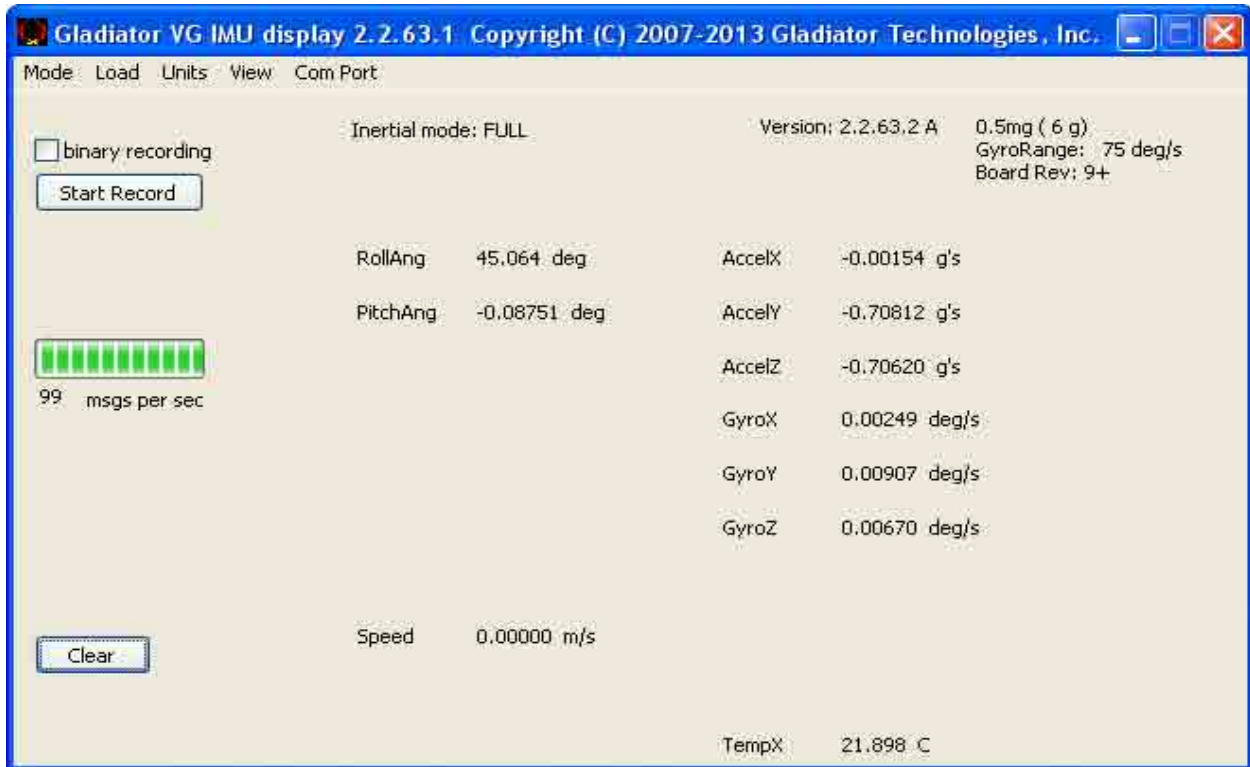 Gladiator VG IMU display 2.2.63.1 Copyright (C) 2007-2013 Gladiator Technologies, Inc.
Mode Load Units View Com Port
Inertial mode: FULL Version: 2.2.63.2 A 0.5mg ( 6 g)
binary recording GyroRange: 75 deg/s
Board Rev: 9+
Start Record
RollAng 45.064 deg AccelX -0.00154 g's
PitchAng -0.08751 deg AccelY -0.70812 g's
AccelZ -0.70620 g's
99 msgs per sec
GyroX 0.00249 deg/s
GyroY 0.00907 deg/s
GyroZ 0.00670 deg/s
Speed 0.00000 m/s
Clear
TempX 21.898 C